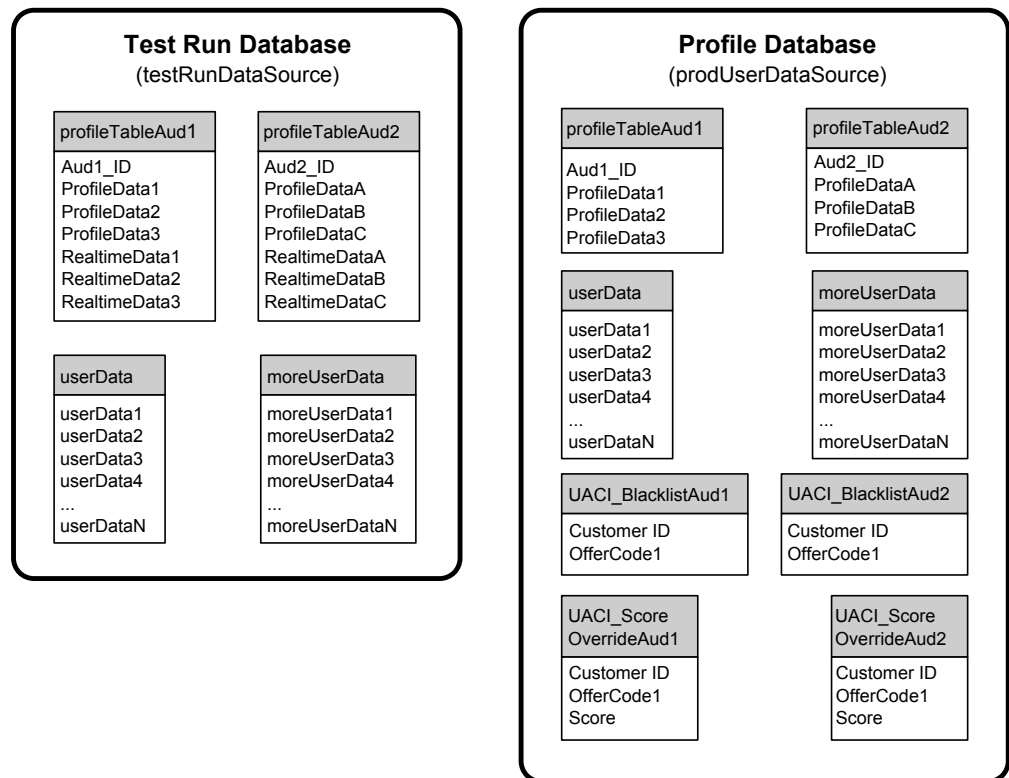 Test Run Database
(testRunDataSource)
profileTableAud1
Aud1_ID
ProfileData1
ProfileData2
ProfileData3
RealtimeData1
RealtimeData2
RealtimeData3
profileTableAud2
Aud2_ID
ProfileDataA
ProfileDataB
ProfileDataC
RealtimeDataA
RealtimeDataB
RealtimeDataC
userData
userData1
userData2
userData3
userData4
...
userDataN
moreUserData
moreUserData1
moreUserData2
moreUserData3
moreUserData4
...
moreUserDataN
Profile Database
(prodUserDataSource)
profileTableAud1
Aud1_ID
ProfileData1
ProfileData2
ProfileData3
profileTableAud2
Aud2_ID
ProfileDataA
ProfileDataB
ProfileDataC
userData
userData1
userData2
userData3
userData4
...
userDataN
moreUserData
moreUserData1
moreUserData2
moreUserData3
moreUserData4
...
moreUserDataN
UACI_BlacklistAud1
Customer ID
OfferCode1
UACI_BlacklistAud2
Customer ID
OfferCode1
UACI_Score
OverrideAud1
Customer ID
OfferCode1
Score
UACI_Score
OverrideAud2
Customer ID
OfferCode1
Score